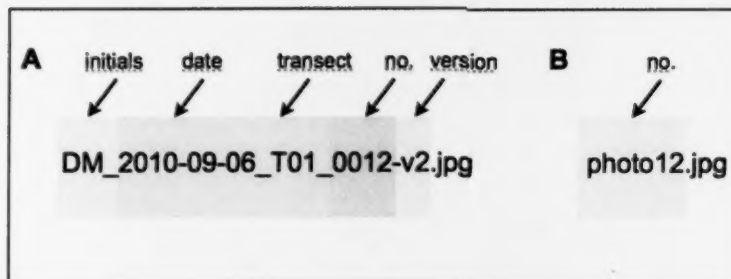 A initials date transect no. version B no.
DM_2010-09-06_T01_0012-v2.jpg photo12.jpg